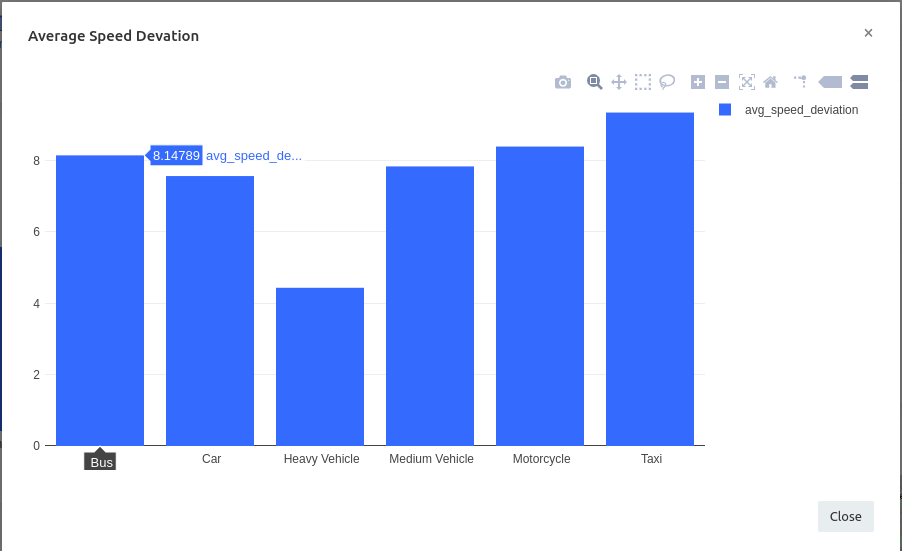 Average Speed Devation
×
avg_speed_deviation
8.14789 avg_speed_de...
8
6
4
2
0
Bus Car Heavy Vehicle Medium Vehicle Motorcycle Taxi
Close